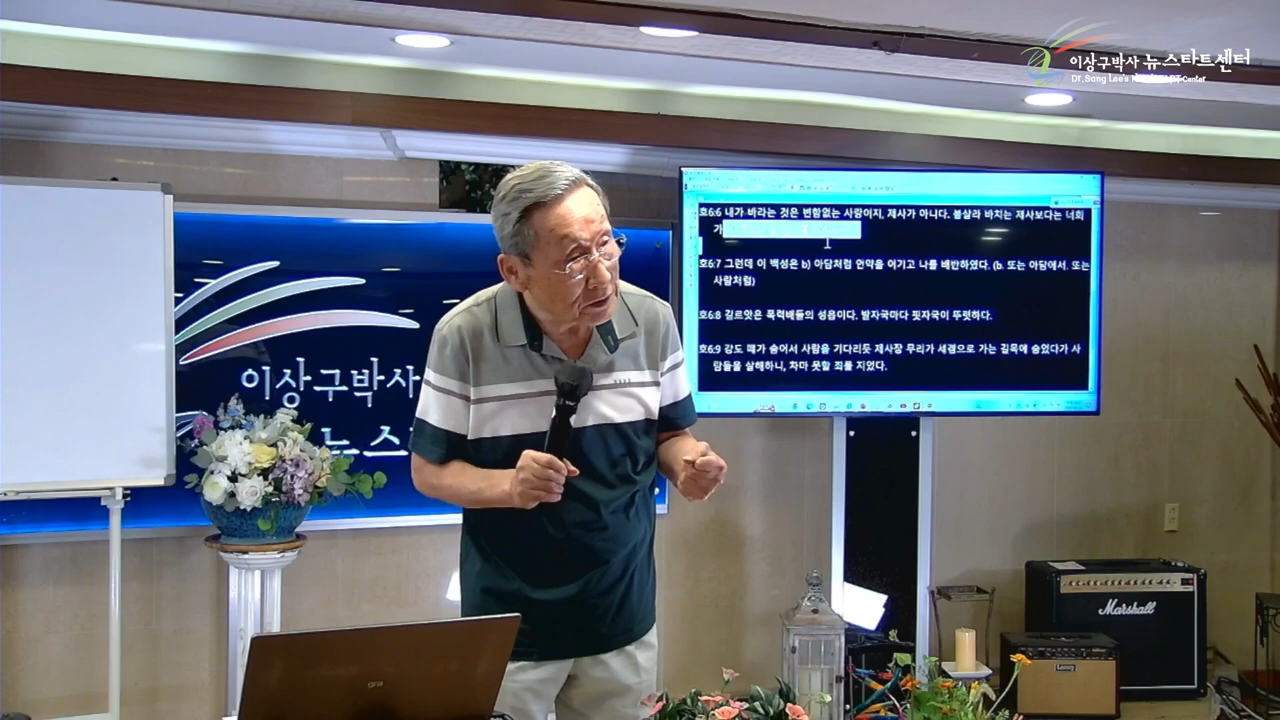 이상구박사 뉴스타트센터
Dr. Sang Lee's NEWSTART Center
호6:6 내가 바라는 것은 변함없는 사랑이지, 제사가 아니다. 불살라 바치는 제사보다는 너희
가
호6:7 그런데 이 백성은 b) 아담처럼 언약을 어기고 나를 배반하였다. (b. 또는 아담에서. 또는
사람처럼)
호6:8 길르앗은 폭력배들의 성읍이다. 발자국마다 핏자국이 뚜렷하다.
호6:9 강도 떼가 숨어서 사람을 기다리듯 제사장 무리가 세겜으로 가는 길목에 숨었다가 사
람들을 살해하니, 차마 못할 죄를 지었다.
이상구박사
뉴스
Marshall
Laney
gram